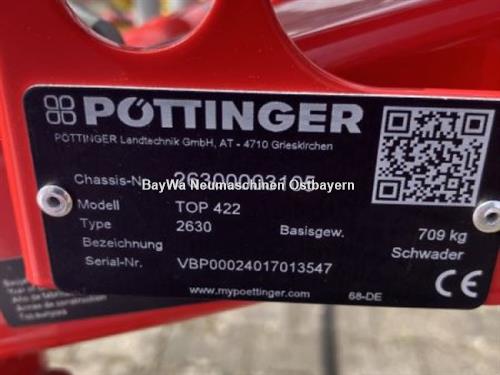 PÖTTINGER
PÖTTINGER Landtechnik GmbH, AT - 4710 Grieskirchen
Chassis-Nr. 26300003105
BayWa Neumaschinen Ostbayern
Modell TOP 422
Type 2630 Basisgew. 709 kg
Bezeichnung Schwader
Serial-Nr. VBP00024017013547
CE
www.mypoettinger.com 68-DE